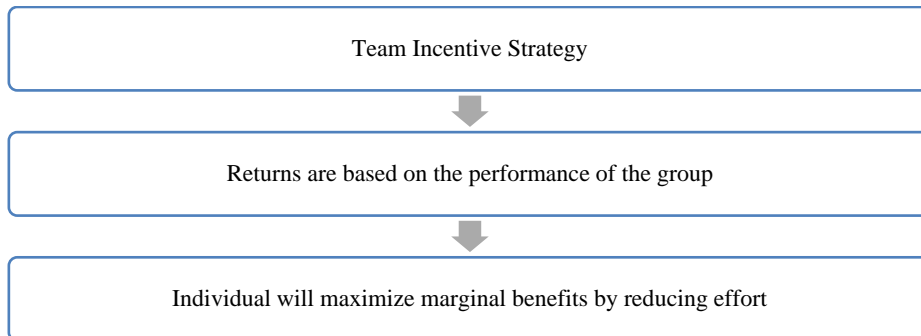 Team Incentive Strategy
Returns are based on the performance of the group
Individual will maximize marginal benefits by reducing effort